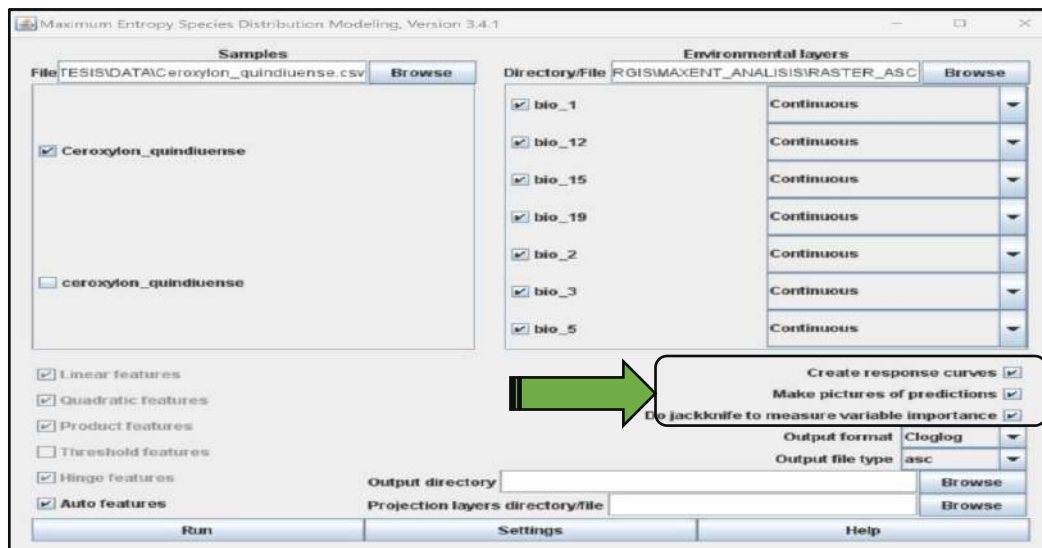 Maximum Entropy Species Distribution Modeling, Version 3.4.1
Samples
File TESIS\DATA\Ceroxylon_quindiuense.csv Browse
Ceroxylon_quindiuense
ceroxylon_quindiuense
Environmental layers
Directory/File RGIS\MAXENT_ANALISIS\RASTER_ASC Browse
bio_1 Continuous
bio_12 Continuous
bio_15 Continuous
bio_19 Continuous
bio_2 Continuous
bio_3 Continuous
bio_5 Continuous
Linear features
Quadratic features
Product features
Threshold features
Hinge features
Auto features
Create response curves
Make pictures of predictions
Do jackknife to measure variable importance
Output format Cloglog
Output file type asc
Output directory Browse
Projection layers directory/file Browse
Run Settings Help